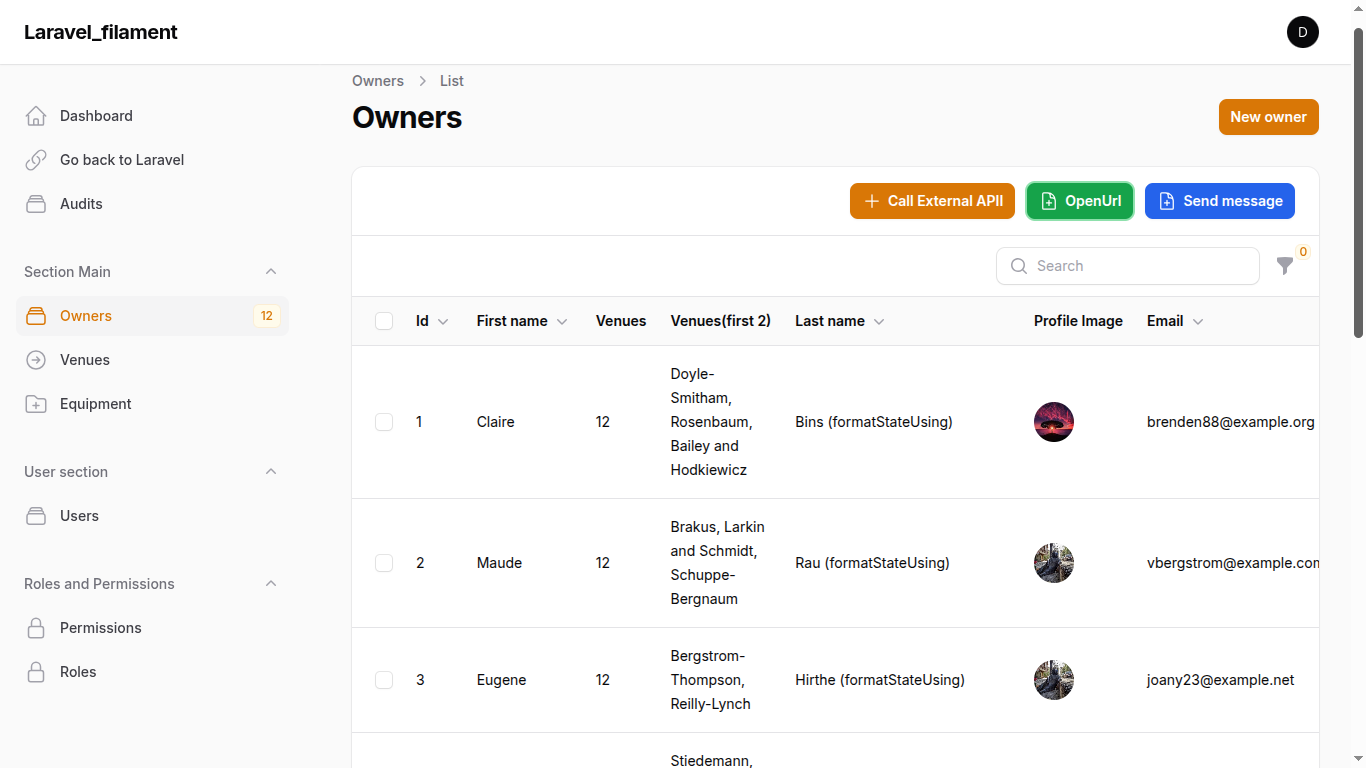 Laravel_filament
D
Dashboard
Go back to Laravel
Audits
Section Main
Owners
12
Venues
Equipment
User section
Users
Roles and Permissions
Permissions
Roles
Owners
List
Owners
New owner
Call External APII
OpenUrl
Send message
Search
0
Id
First name
Venues
Venues(first 2)
Last name
Profile Image
Email
1
Claire
12
Doyle-
Smitham,
Rosenbaum,
Bailey and
Hodkiewicz
Bins (formatStateUsing)
brenden88@example.org
2
Maude
12
Brakus, Larkin
and Schmidt,
Schuppe-
Bergnaum
Rau (formatStateUsing)
vbergstrom@example.com
3
Eugene
12
Bergstrom-
Thompson,
Reilly-Lynch
Hirthe (formatStateUsing)
joany23@example.net
Stiedemann,